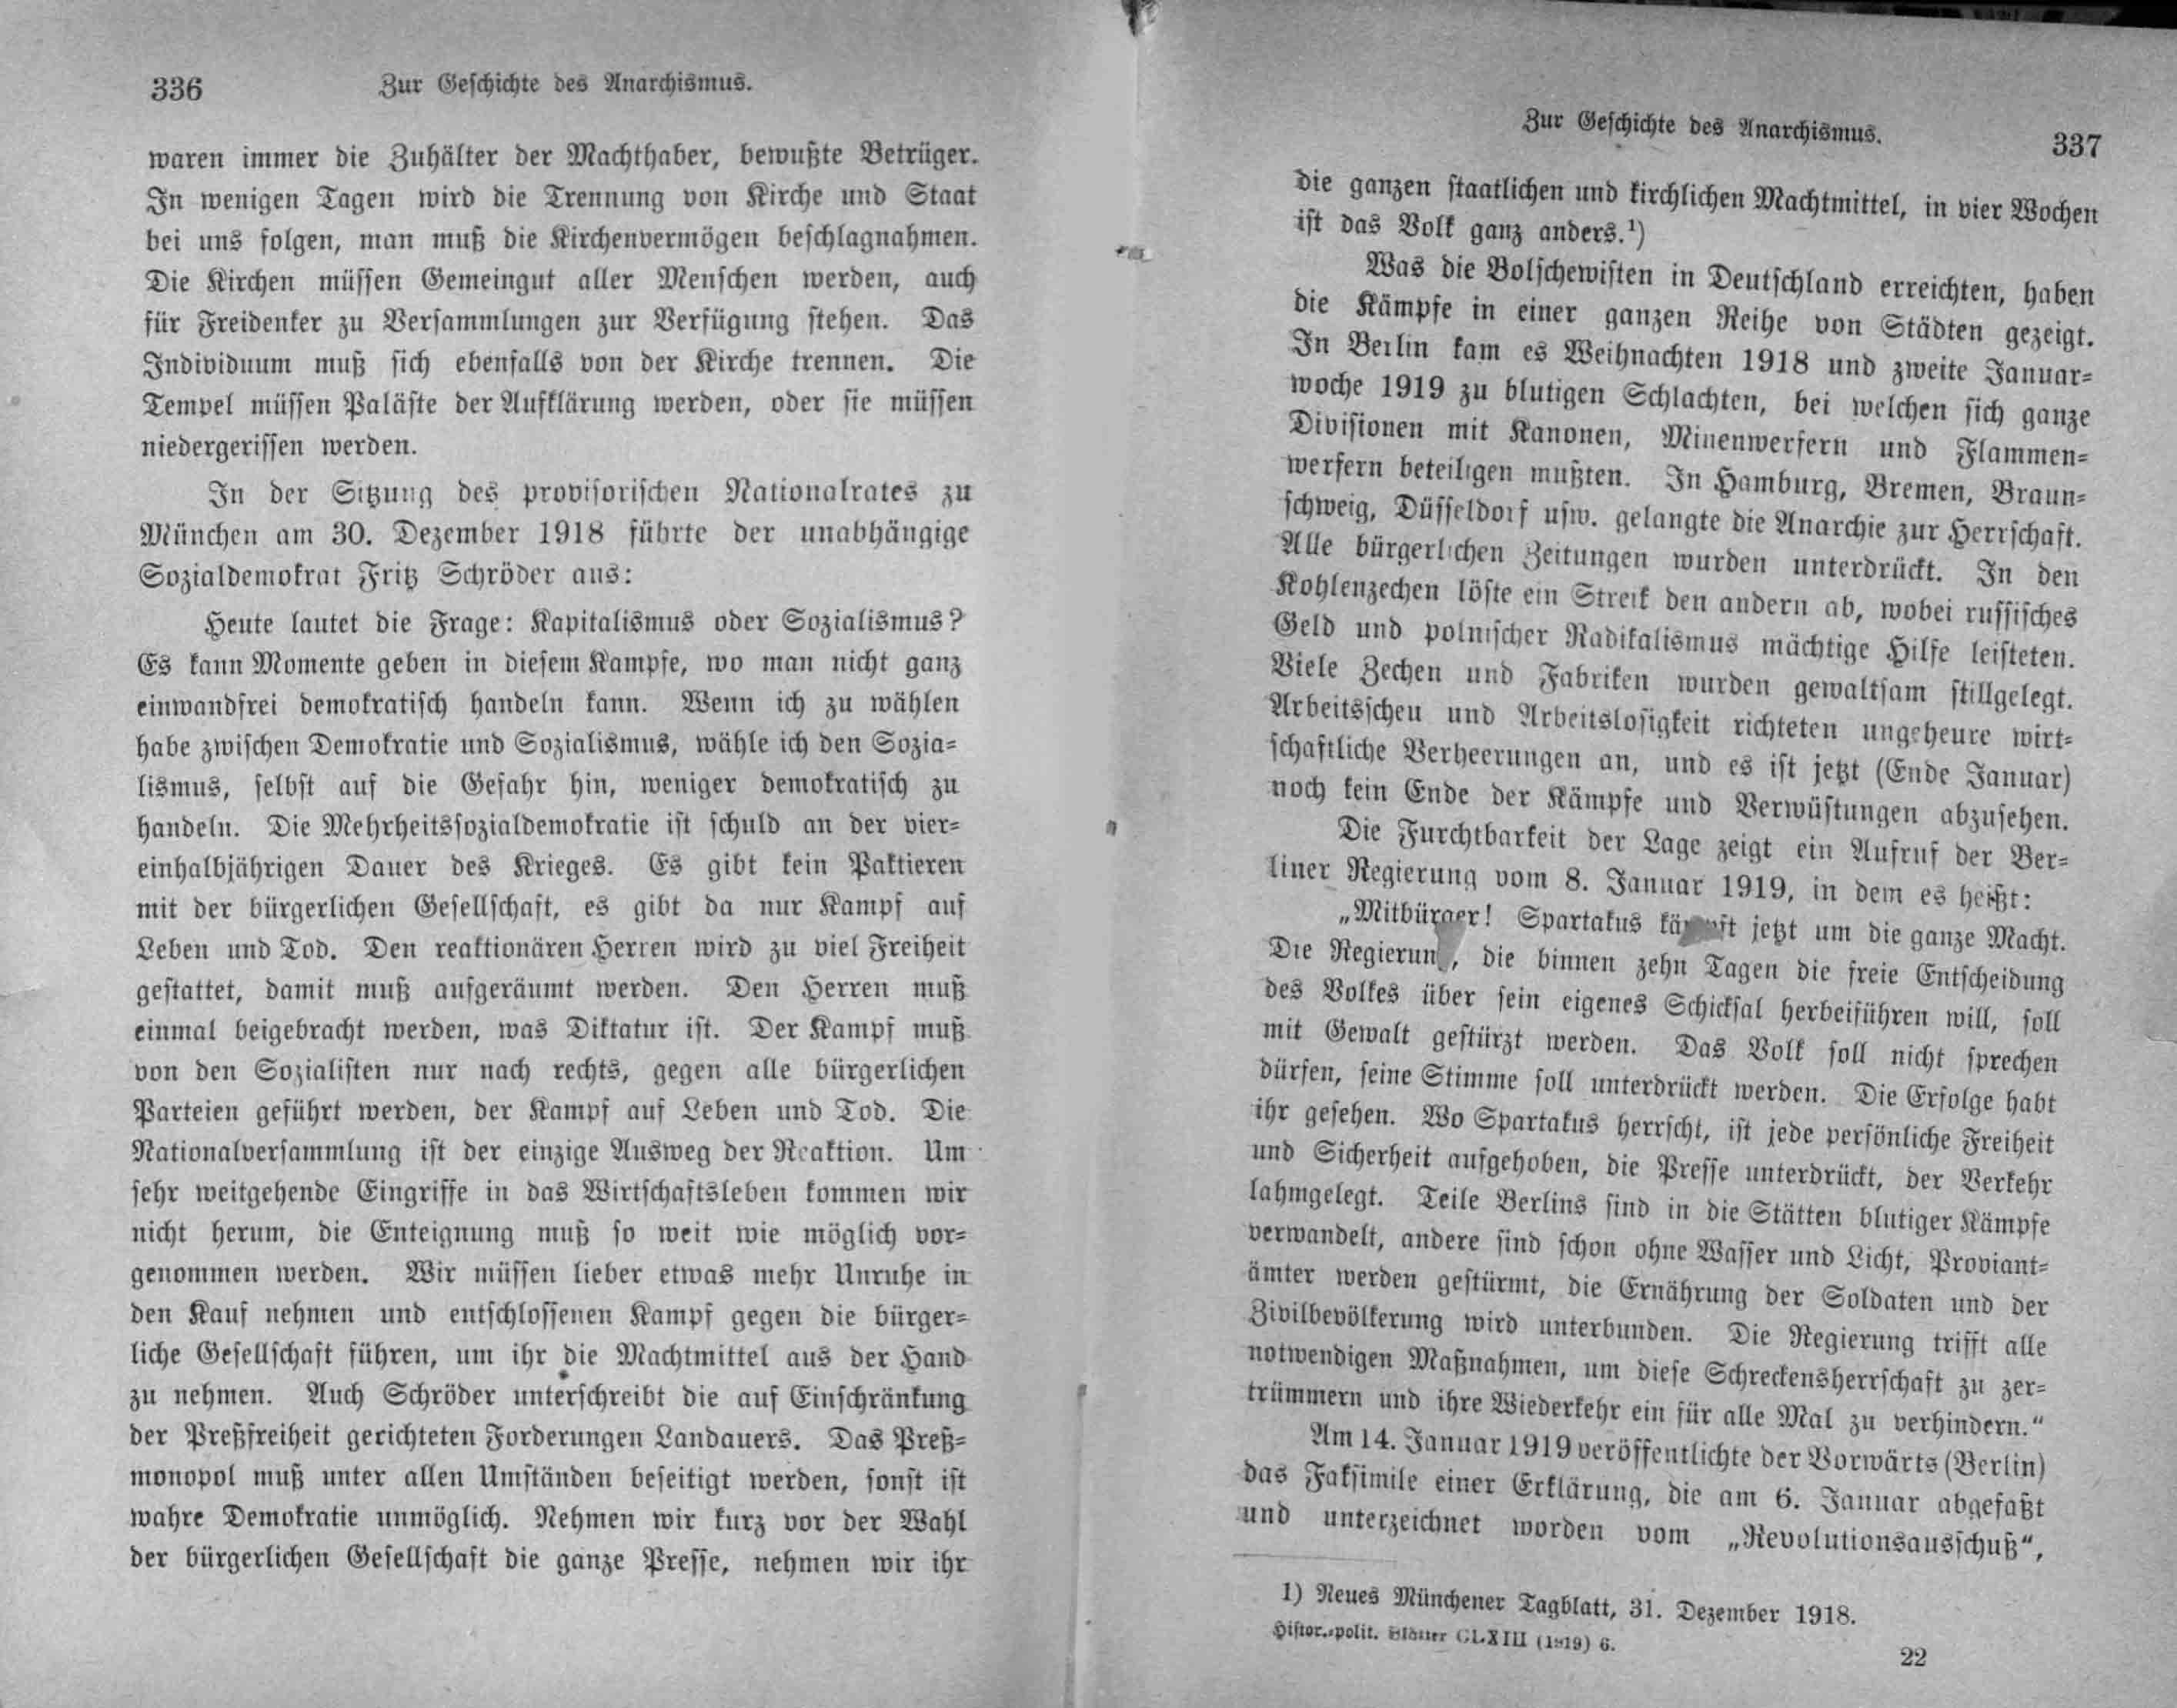 336
Zur Geschichte des Anarchismus.
waren immer die Zuhälter der Machthaber, bewußte Betrüger.
In wenigen Tagen wird die Trennung von Kirche und Staat
bei uns folgen, man muß die Kirchenvermögen beschlagnahmen.
Die Kirchen müssen Gemeingut aller Menschen werden, auch
für Freidenker zu Versammlungen zur Verfügung stehen. Das
Individuum muß sich ebenfalls von der Kirche trennen. Die
Tempel müssen Paläste der Aufklärung werden, oder sie müssen
niedergerissen werden.
In der Sitzung des provisorischen Nationalrates zu
München am 30. Dezember 1918 führte der unabhängige
Sozialdemokrat Fritz Schröder aus:
Heute lautet die Frage: Kapitalismus oder Sozialismus?
Es kann Momente geben in diesem Kampfe, wo man nicht ganz
einwandfrei demokratisch handeln kann. Wenn ich zu wählen
habe zwischen Demokratie und Sozialismus, wähle ich den Sozia-
lismus, selbst auf die Gefahr hin, weniger demokratisch zu
handeln. Die Mehrheitssozialdemokratie ist schuld an der vier-
einhalbjährigen Dauer des Krieges. Es gibt kein Paktieren
mit der bürgerlichen Gesellschaft, es gibt da nur Kampf auf
Leben und Tod. Den reaktionären Herren wird zu viel Freiheit
gestattet, damit muß aufgeräumt werden. Den Herren muß
einmal beigebracht werden, was Diktatur ist. Der Kampf muß
von den Sozialisten nur nach rechts, gegen alle bürgerlichen
Parteien geführt werden, der Kampf auf Leben und Tod. Die
Nationalversammlung ist der einzige Ausweg der Reaktion. Um
sehr weitgehende Eingriffe in das Wirtschaftsleben kommen wir
nicht herum, die Enteignung muß so weit wie möglich vor-
genommen werden. Wir müssen lieber etwas mehr Unruhe in
den Kauf nehmen und entschlossenen Kampf gegen die bürger-
liche Gesellschaft führen, um ihr die Machtmittel aus der Hand
zu nehmen. Auch Schröder unterschreibt die auf Einschränkung
der Preßfreiheit gerichteten Forderungen Landauers. Das Preß-
monopol muß unter allen Umständen beseitigt werden, sonst ist
wahre Demokratie unmöglich. Nehmen wir kurz vor der Wahl
der bürgerlichen Gesellschaft die ganze Presse, nehmen wir ihr
Zur Geschichte des Anarchismus.
337
die ganzen staatlichen und kirchlichen Machtmittel, in vier Wochen
ist das Volk ganz anders.¹)
Was die Bolschewisten in Deutschland erreichten, haben
die Kämpfe in einer ganzen Reihe von Städten gezeigt.
In Berlin kam es Weihnachten 1918 und zweite Januar-
woche 1919 zu blutigen Schlachten, bei welchen sich ganze
Divisionen mit Kanonen, Minenwerfern und Flammen-
werfern beteiligen mußten. In Hamburg, Bremen, Braun-
schweig, Düsseldorf usw. gelangte die Anarchie zur Herrschaft.
Alle bürgerlichen Zeitungen wurden unterdrückt. In den
Kohlenzechen löste ein Streik den andern ab, wobei russisches
Geld und polnischer Radikalismus mächtige Hilfe leisteten.
Viele Zechen und Fabriken wurden gewaltsam stillgelegt.
Arbeitsscheu und Arbeitslosigkeit richteten ungeheure wirt-
schaftliche Verheerungen an, und es ist jetzt (Ende Januar)
noch kein Ende der Kämpfe und Verwüstungen abzusehen.
Die Furchtbarkeit der Lage zeigt ein Aufruf der Ber-
liner Regierung vom 8. Januar 1919, in dem es heißt:
„Mitbürger! Spartakus kämpft jetzt um die ganze Macht.
Die Regierung, die binnen zehn Tagen die freie Entscheidung
des Volkes über sein eigenes Schicksal herbeiführen will, soll
mit Gewalt gestürzt werden. Das Volk soll nicht sprechen
dürfen, seine Stimme soll unterdrückt werden. Die Erfolge habt
ihr gesehen. Wo Spartakus herrscht, ist jede persönliche Freiheit
und Sicherheit aufgehoben, die Presse unterdrückt, der Verkehr
lahmgelegt. Teile Berlins sind in die Stätten blutiger Kämpfe
verwandelt, andere sind schon ohne Wasser und Licht, Proviant-
ämter werden gestürmt, die Ernährung der Soldaten und der
Zivilbevölkerung wird unterbunden. Die Regierung trifft alle
notwendigen Maßnahmen, um diese Schreckensherrschaft zu zer-
trümmern und ihre Wiederkehr ein für alle Mal zu verhindern.“
Am 14. Januar 1919 veröffentlichte der Vorwärts (Berlin)
das Faksimile einer Erklärung, die am 6. Januar abgefaßt
und unterzeichnet worden vom „Revolutionsausschuß“,
1) Neues Münchener Tagblatt, 31. Dezember 1918.
Histor.-polit. Blätter CLXIII (1919) 6.
22